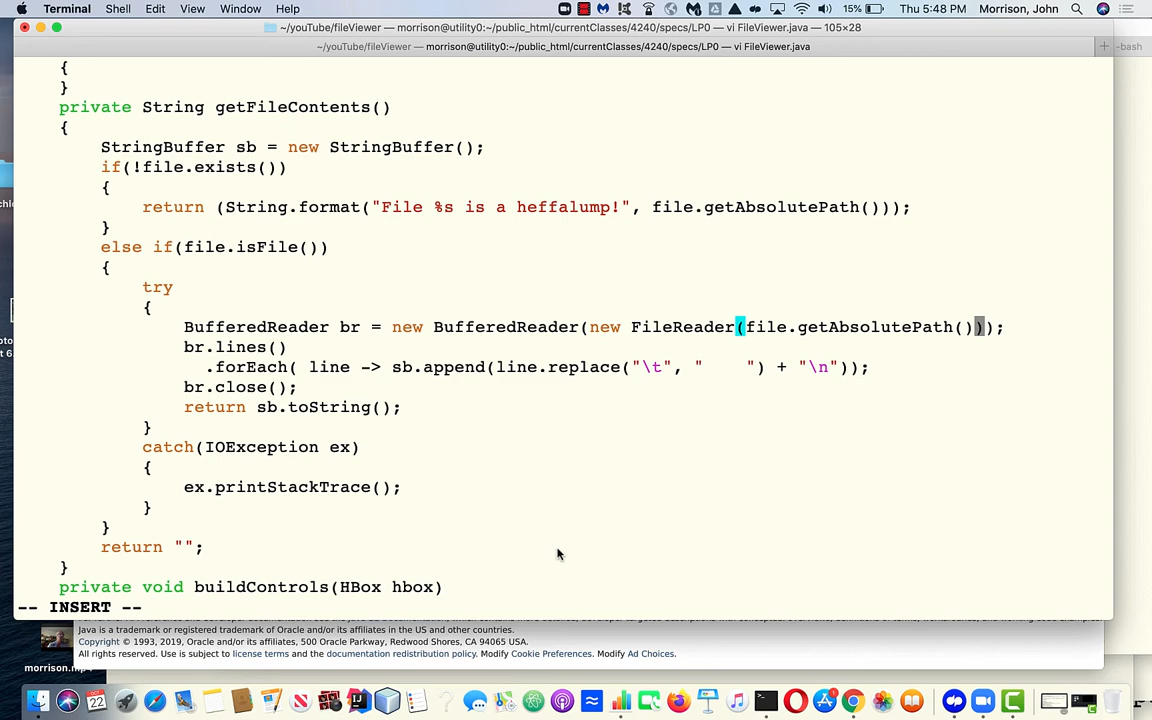 Terminal Shell Edit View Window Help 15% Thu 5:48 PM Morrison, John
~/youTube/fileViewer — morrison@utility0:~/public_html/currentClasses/4240/specs/LP0 — vi FileViewer.java — 105×28
~/youTube/fileViewer — morrison@utility0:~/public_html/currentClasses/4240/specs/LP0 — vi FileViewer.java + -bash
{
}
private String getFileContents()
{
StringBuffer sb = new StringBuffer();
if(!file.exists())
{
return (String.format("File %s is a heffalump!", file.getAbsolutePath()));
}
else if(file.isFile())
{
try
{
BufferedReader br = new BufferedReader(new FileReader(file.getAbsolutePath()));
br.lines()
.forEach( line -> sb.append(line.replace("\t", "    ") + "\n"));
br.close();
return sb.toString();
}
catch(IOException ex)
{
ex.printStackTrace();
}
}
return "";
}
private void buildControls(HBox hbox)
-- INSERT --
Java is a trademark or registered trademark of Oracle and/or its affiliates in the US and other countries.
Copyright © 1993, 2019, Oracle and/or its affiliates, 500 Oracle Parkway, Redwood Shores, CA 94065 USA.
All rights reserved. Use is subject to license terms and the documentation redistribution policy. Modify Cookie Preferences. Modify Ad Choices.